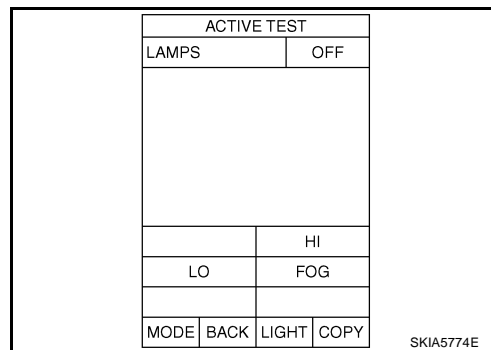 ACTIVE TEST
LAMPS OFF
HI
LO FOG
MODE BACK LIGHT COPY
SKIA5774E